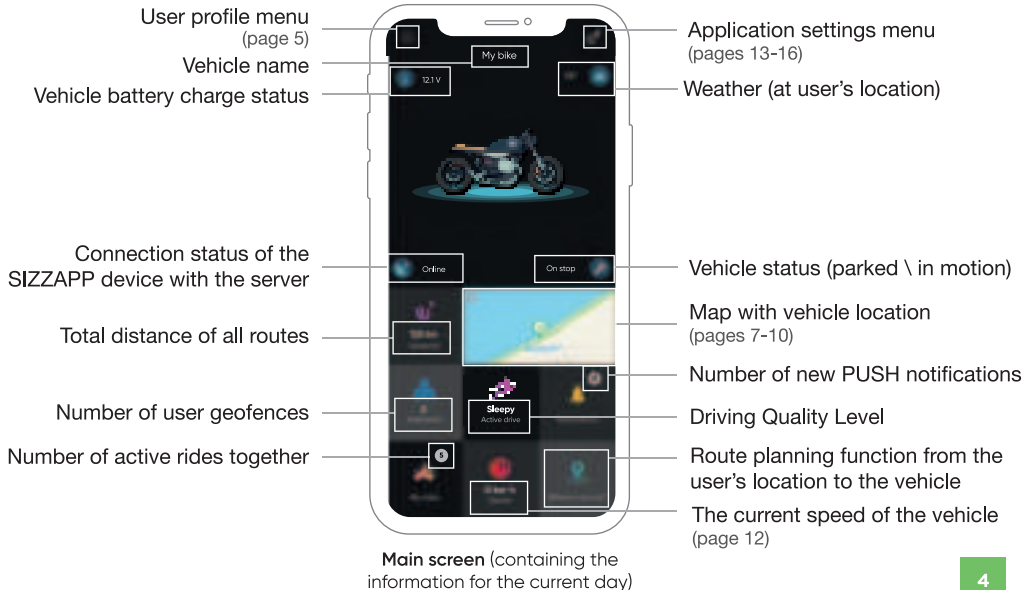 User profile menu
(page 5)
Vehicle name
Vehicle battery charge status
Application settings menu
(pages 13-16)
Weather (at user's location)
My bike
12.1 V
Connection status of the
SIZZAPP device with the server
Online
On stop
Vehicle status (parked \ in motion)
Total distance of all routes
Map with vehicle location
(pages 7-10)
Number of new PUSH notifications
Number of user geofences
Sleepy
Active drive
Driving Quality Level
Number of active rides together
5
Route planning function from the
user's location to the vehicle
The current speed of the vehicle
(page 12)
Main screen (containing the
information for the current day)
4